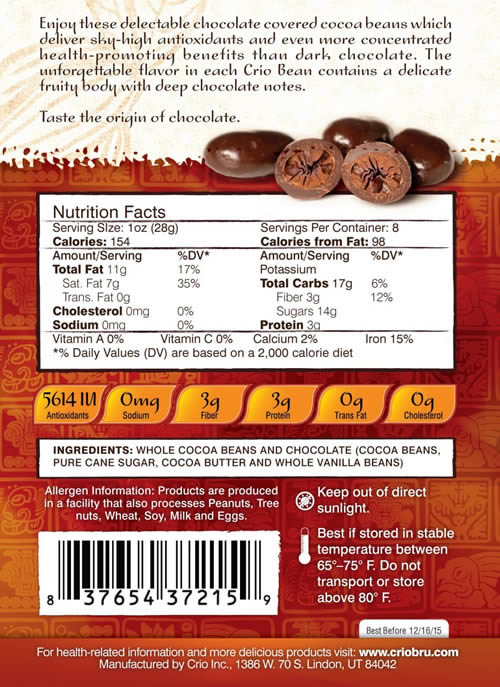 Enjoy these delectable chocolate covered cocoa beans which
deliver sky-high antioxidants and even more concentrated
health-promoting benefits than dark chocolate. The
unforgettable flavor in each Crio Bean contains a delicate
fruity body with deep chocolate notes.
Taste the origin of chocolate.
Nutrition Facts
Serving Size: 1oz (28g) Servings Per Container: 8
Calories: 154 Calories from Fat: 98
Amount/Serving %DV* Amount/Serving %DV*
Total Fat 11g 17% Potassium
Sat. Fat 7g 35% Total Carbs 17g 6%
Trans. Fat 0g Fiber 3g 12%
Cholesterol 0mg 0% Sugars 14g
Sodium 0mg 0% Protein 3g
Vitamin A 0% Vitamin C 0% Calcium 2% Iron 15%
*% Daily Values (DV) are based on a 2,000 calorie diet
5614 IU 0mg 3g 3g 0g 0g
Antioxidants Sodium Fiber Protein Trans Fat Cholesterol
INGREDIENTS: WHOLE COCOA BEANS AND CHOCOLATE (COCOA BEANS,
PURE CANE SUGAR, COCOA BUTTER AND WHOLE VANILLA BEANS)
Allergen Information: Products are produced
in a facility that also processes Peanuts, Tree
nuts, Wheat, Soy, Milk and Eggs.
Keep out of direct
sunlight.
Best if stored in stable
temperature between
65°–75° F. Do not
transport or store
above 80° F.
8 37654 37215 9
Best Before 12/16/15
For health-related information and more delicious products visit: www.criobru.com
Manufactured by Crio Inc., 1386 W. 70 S. Lindon, UT 84042